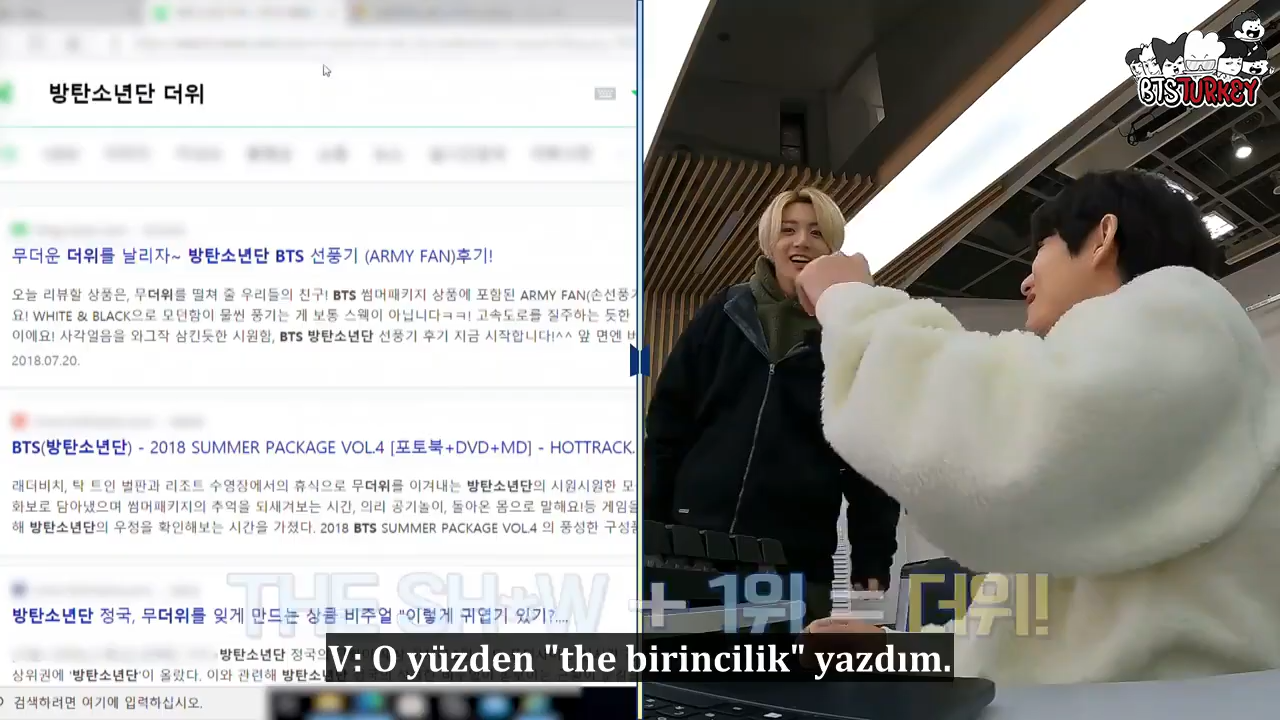 방탄소년단 더위
BTSTURKEY
무더운 더위를 날리자~ 방탄소년단 BTS 선풍기 (ARMY FAN)후기!
오늘 리뷰할 상품은, 무더위를 떨쳐 줄 우리들의 친구! BTS 썸머패키지 상품에 포함된 ARMY FAN(손선풍기
요! WHITE & BLACK으로 모던함이 물씬 풍기는 게 보통 스웩이 아닙니다ㅋㅋ! 고속도로를 질주하는 듯한
이에요! 사각얼음을 와그작 삼킨듯한 시원함, BTS 방탄소년단 선풍기 후기 지금 시작합니다!^^ 앞 면엔
2018.07.20.
BTS(방탄소년단) - 2018 SUMMER PACKAGE VOL.4 [포토북+DVD+MD] - HOTTRACK.
래더비치, 탁 트인 벌판과 리조트 수영장에서의 휴식으로 무더위를 이겨내는 방탄소년단의 시원시원한 모
화보로 담아냈으며 썸머패키지의 추억을 되새겨보는 시간, 의리 공기놀이, 돌아온 몸으로 말해요!등 게임을
해 방탄소년단의 우정을 확인해보는 시간을 가졌다. 2018 BTS SUMMER PACKAGE VOL.4 의 풍성한 구성품
THE SH*W + 1위 = 더위!
방탄소년단 정국, 무더위를 잊게 만드는 상큼 비주얼 "이렇게 귀엽기 있기?....
방탄소년단 정국의
상위권에 '방탄소년단'이 올랐다. 이와 관련해 방탄소년단
V: O yüzden "the birincilik" yazdım.
검색하려면 여기에 입력하십시오.